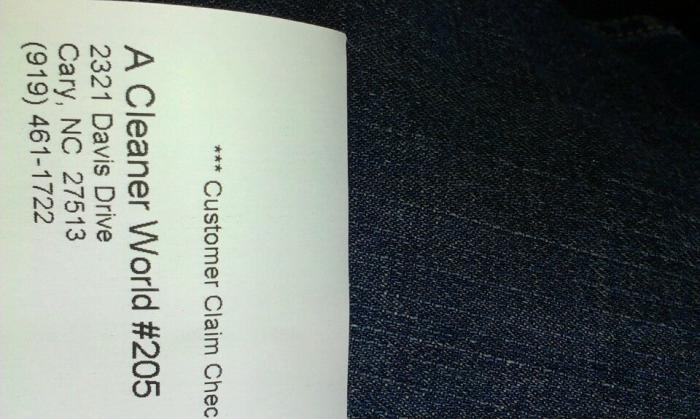 *** Customer Claim Chec
A Cleaner World #205
2321 Davis Drive
Cary, NC 27513
(919) 461-1722